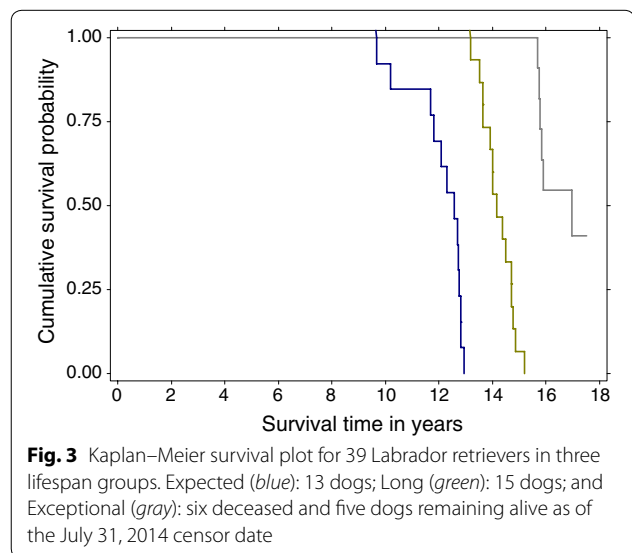 1.00
0.75
0.50
0.25
0.00
Cumulative survival probability
0 2 4 6 8 10 12 14 16 18
Survival time in years
Fig. 3 Kaplan–Meier survival plot for 39 Labrador retrievers in three
lifespan groups. Expected (blue): 13 dogs; Long (green): 15 dogs; and
Exceptional (gray): six deceased and five dogs remaining alive as of
the July 31, 2014 censor date